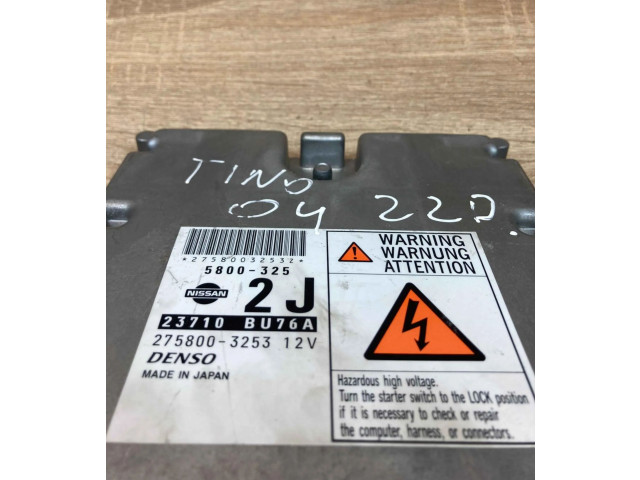 TINO
04 22D.
*27580032532*
5800-325
NISSAN
2J
23710 BU76A
275800-3253 12V
DENSO
MADE IN JAPAN
WARNING
WARNUNG
ATTENTION
Hazardous high voltage.
Turn the starter switch to the LOCK position
if it is necessary to check or repair
the computer, harness, or connectors.